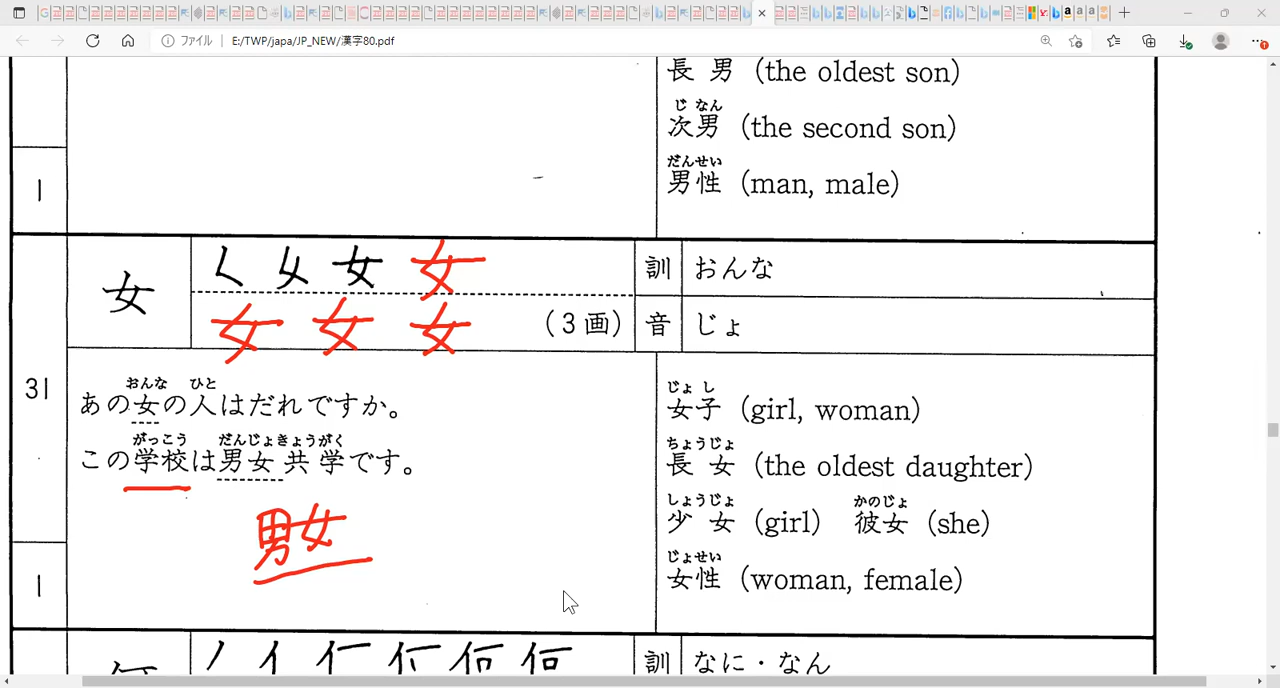 ファイル E:/TWP/japa/JP_NEW/漢字80.pdf
長男 (the oldest son)
じなん
次男 (the second son)
だんせい
男性 (man, male)
1
女 く 女 女 訓 おんな
女 女 女 (3画) 音 じょ
31
おんな ひと
あの女の人はだれですか。
がっこう だんじょきょうがく
この学校は男女共学です。
男女
1
じょし
女子 (girl, woman)
ちょうじょ
長女 (the oldest daughter)
しょうじょ かのじょ
少女 (girl) 彼女 (she)
じょせい
女性 (woman, female)
訓 なに・なん